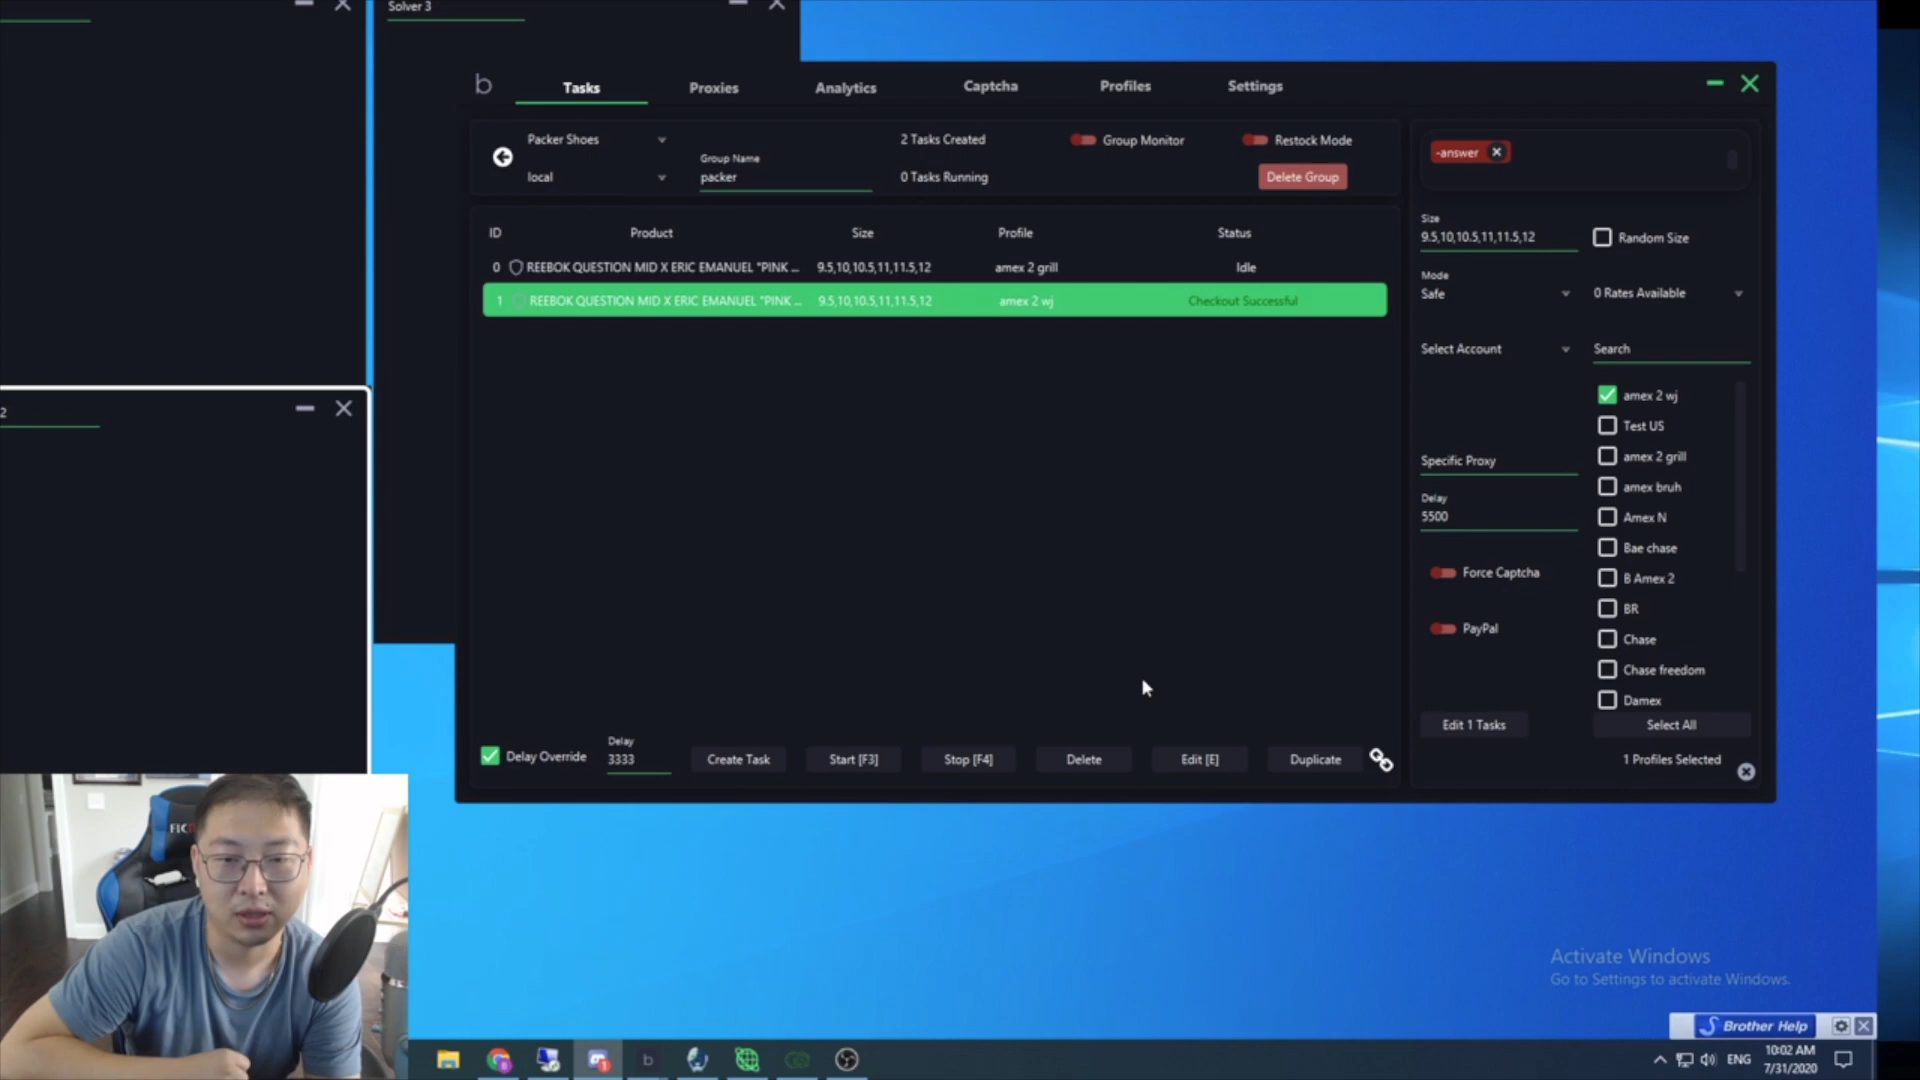 Solver 3
2
b
Tasks
Proxies
Analytics
Captcha
Profiles
Settings
Packer Shoes
2 Tasks Created
Group Monitor
Restock Mode
local
Group Name
packer
0 Tasks Running
Delete Group
ID Product Size Profile Status
0 REEBOK QUESTION MID X ERIC EMANUEL "PINK ... 9.5,10,10.5,11,11.5,12 amex 2 grill Idle
1 REEBOK QUESTION MID X ERIC EMANUEL "PINK ... 9.5,10,10.5,11,11.5,12 amex 2 wj Checkout Successful
Delay Override
Delay
3333
Create Task
Start [F3]
Stop [F4]
Delete
Edit [E]
Duplicate
-answer
Size
9.5,10,10.5,11,11.5,12
Random Size
Mode
Safe
0 Rates Available
Select Account
Search
Specific Proxy
Delay
5500
Force Captcha
PayPal
Edit 1 Tasks
amex 2 wj
Test US
amex 2 grill
amex bruh
Amex N
Bae chase
B Amex 2
BR
Chase
Chase freedom
Damex
Select All
1 Profiles Selected
Activate Windows
Go to Settings to activate Windows.
Brother Help
ENG
10:02 AM
7/31/2020